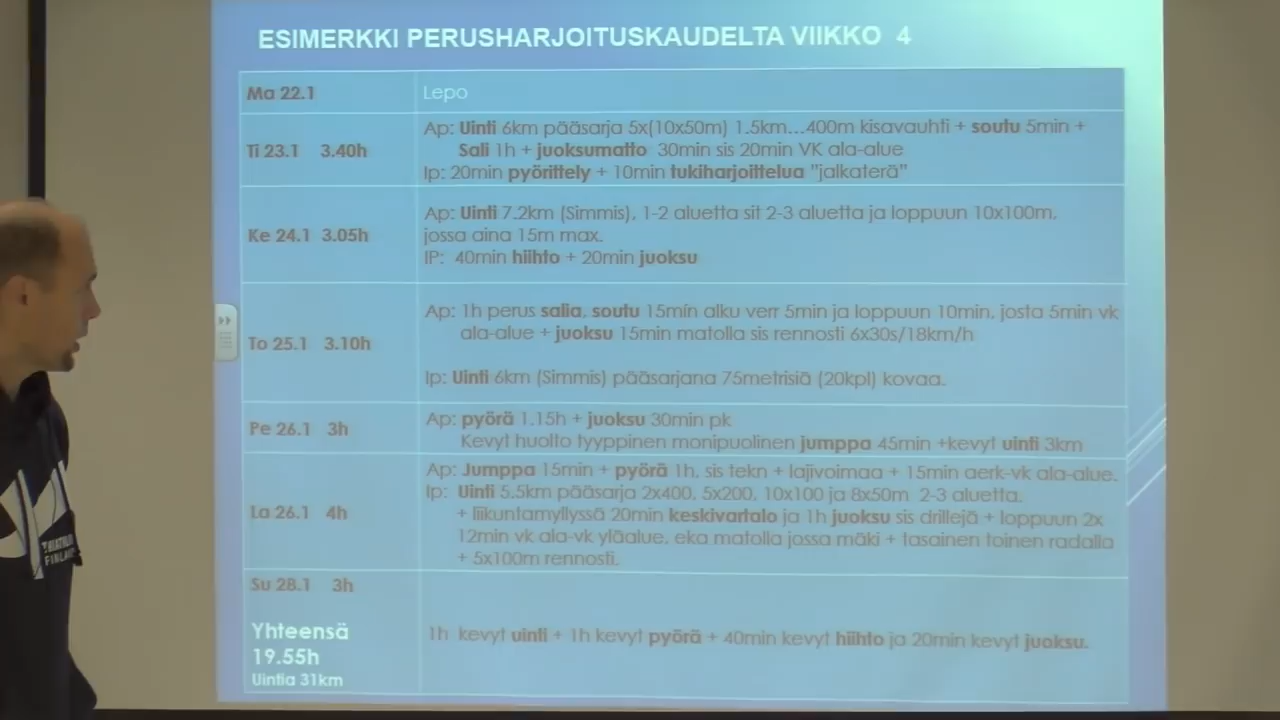 ESIMERKKI PERUSHARJOITUSKAUDELTA VIIKKO 4
Ma 22.1 Lepo
Ti 23.1 3.40h
Ap: Uinti 6km pääsarja 5x(10x50m) 1.5km...400m kisavauhti + soutu 5min +
Sali 1h + juoksumatto 30min sis 20min VK ala-alue
Ip: 20min pyörittely + 10min tukiharjoittelua "jalkaterä"
Ke 24.1 3.05h
Ap: Uinti 7.2km (Simmis), 1-2 aluetta sit 2-3 aluetta ja loppuun 10x100m,
jossa aina 15m max.
IP: 40min hiihto + 20min juoksu
To 25.1 3.10h
Ap: 1h perus salia, soutu 15min alku verr 5min ja loppuun 10min, josta 5min vk
ala-alue + juoksu 15min matolla sis rennosti 6x30s/18km/h
Ip: Uinti 6km (Simmis) pääsarjana 75metrisiä (20kpl) kovaa.
Pe 26.1 3h
Ap: pyörä 1.15h + juoksu 30min pk
Kevyt huolto tyyppinen monipuolinen jumppa 45min +kevyt uinti 3km
La 26.1 4h
Ap: Jumppa 15min + pyörä 1h, sis tekn + lajivoimaa + 15min aerk-vk ala-alue.
Ip: Uinti 5.5km pääsarja 2x400, 5x200, 10x100 ja 8x50m 2-3 aluetta.
+ liikuntamyllyssä 20min keskivartalo ja 1h juoksu sis drillejä + loppuun 2x
12min vk ala-vk yläalue, eka matolla jossa mäki + tasainen toinen radalla
+ 5x100m rennosti.
Su 28.1 3h
Yhteensä
19.55h
Uintia 31km
1h kevyt uinti + 1h kevyt pyörä + 40min kevyt hiihto ja 20min kevyt juoksu.
FINLAND